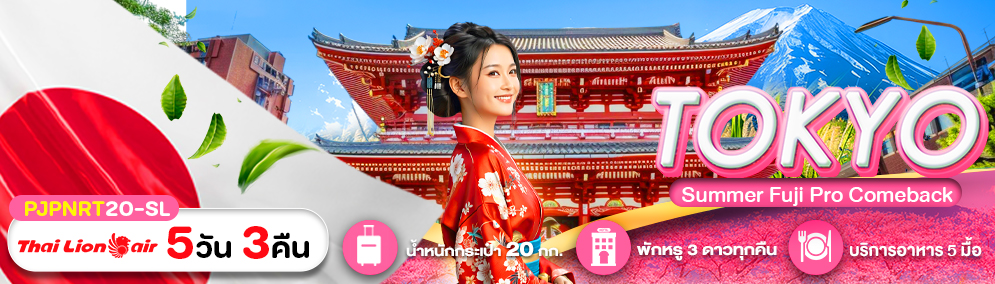 TOKYO
Summer Fuji Pro Comeback
PJPNRT20-SL
Thai Lion air 5วัน 3คืน
น้ำหนักกระเป๋า 20 กก.
พักหรู 3 ดาวทุกคืน
บริการอาหาร 5 มื้อ